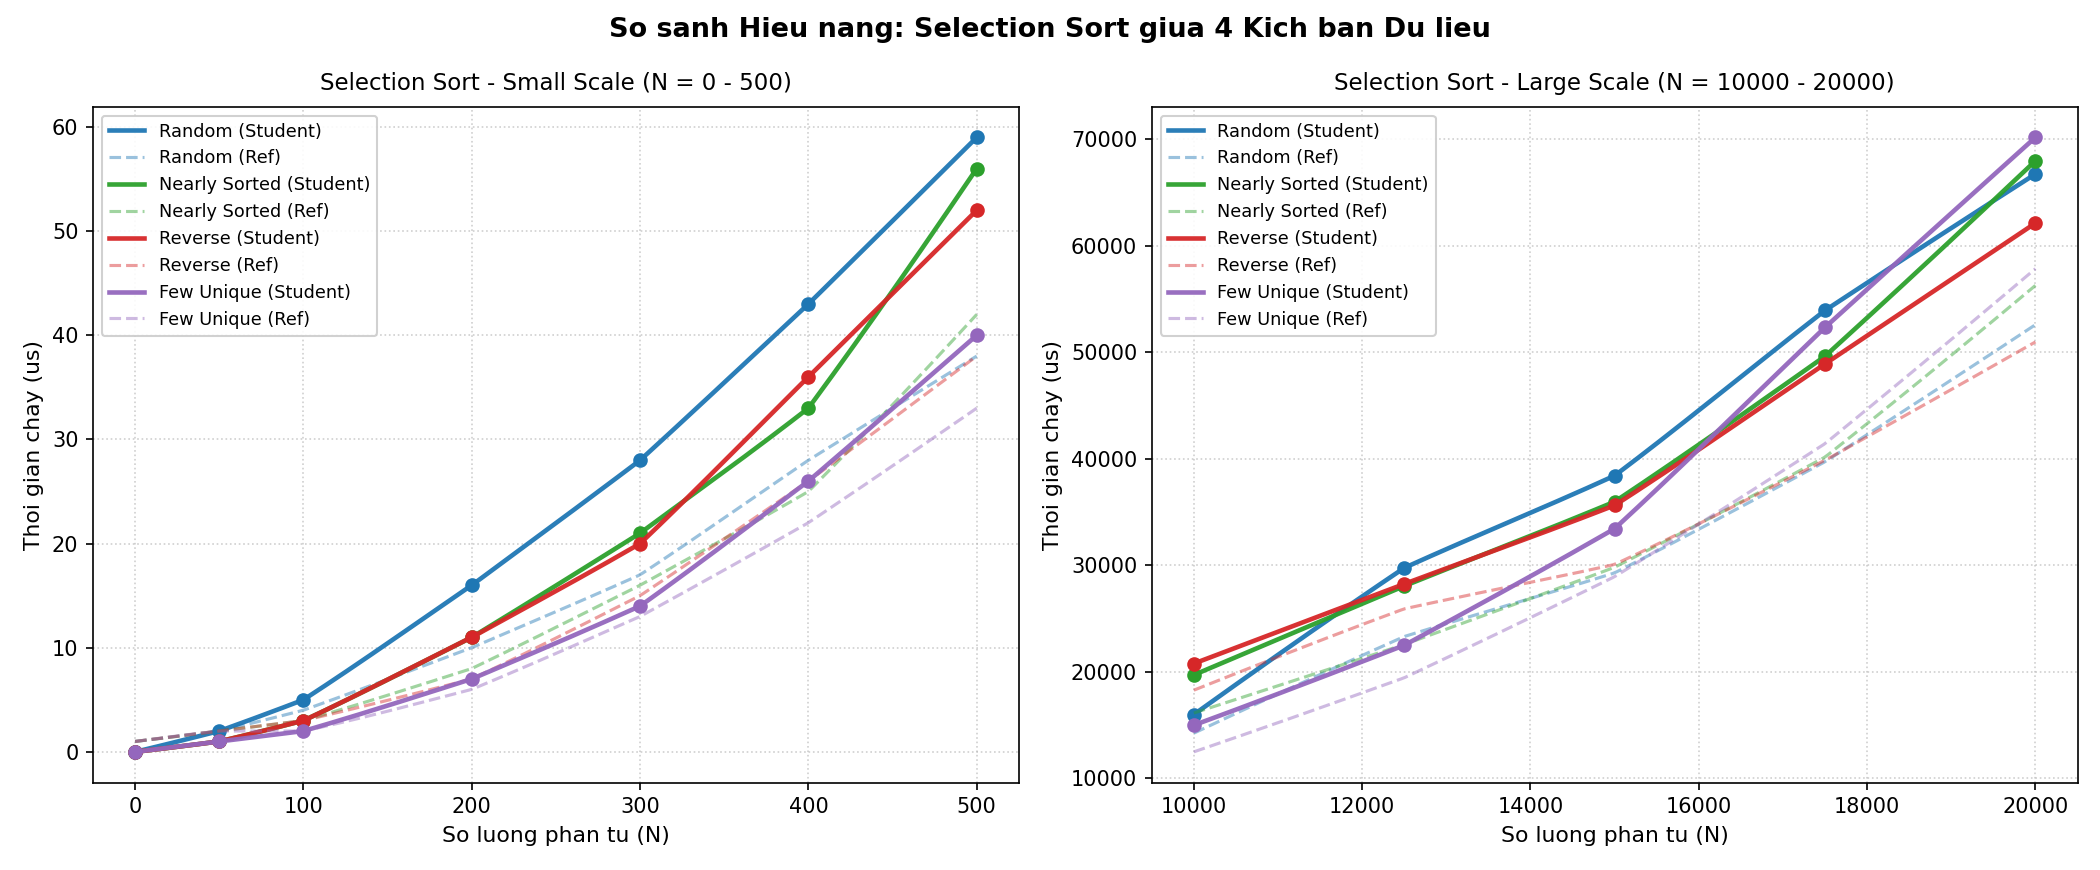 So sanh Hieu nang: Selection Sort giua 4 Kich ban Du lieu
Selection Sort - Small Scale (N = 0 - 500)
Thoi gian chay (us)
60
50
40
30
20
10
0
Random (Student)
Random (Ref)
Nearly Sorted (Student)
Nearly Sorted (Ref)
Reverse (Student)
Reverse (Ref)
Few Unique (Student)
Few Unique (Ref)
0 100 200 300 400 500
So luong phan tu (N)
Selection Sort - Large Scale (N = 10000 - 20000)
Thoi gian chay (us)
70000
60000
50000
40000
30000
20000
10000
Random (Student)
Random (Ref)
Nearly Sorted (Student)
Nearly Sorted (Ref)
Reverse (Student)
Reverse (Ref)
Few Unique (Student)
Few Unique (Ref)
10000 12000 14000 16000 18000 20000
So luong phan tu (N)